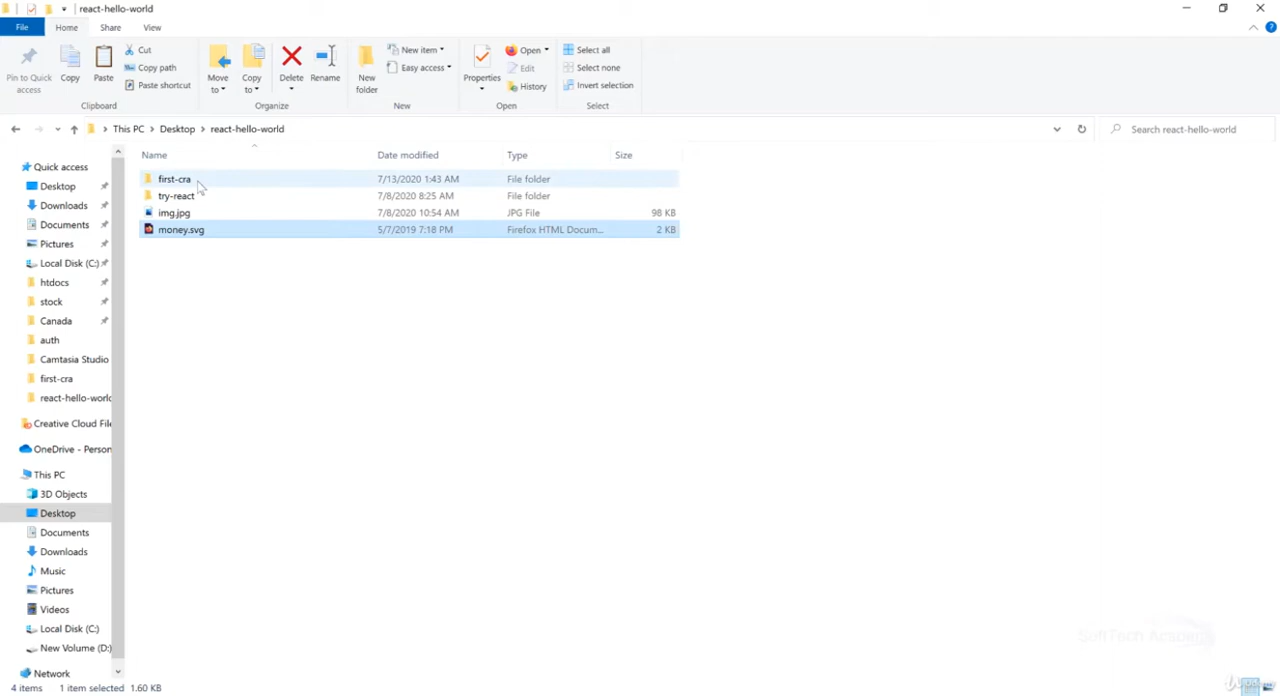 react-hello-world
File Home Share View
Pin to Quick access
Copy
Paste
Cut
Copy path
Paste shortcut
Clipboard
Move to
Copy to
Delete
Rename
Organize
New folder
New item
Easy access
New
Properties
Open
Edit
History
Open
Select all
Select none
Invert selection
Select
This PC > Desktop > react-hello-world
Search react-hello-world
Name Date modified Type Size
first-cra 7/13/2020 1:43 AM File folder
try-react 7/8/2020 8:25 AM File folder
img.jpg 7/8/2020 10:54 AM JPG File 98 KB
money.svg 5/7/2019 7:18 PM Firefox HTML Docum... 2 KB
Quick access
Desktop
Downloads
Documents
Pictures
Local Disk (C:)
htdocs
stock
Canada
auth
Camtasia Studio
first-cra
react-hello-world
Creative Cloud File
OneDrive - Person
This PC
3D Objects
Desktop
Documents
Downloads
Music
Pictures
Videos
Local Disk (C:)
New Volume (D:)
Network
4 items 1 item selected 1.60 KB
SoftTech Academy